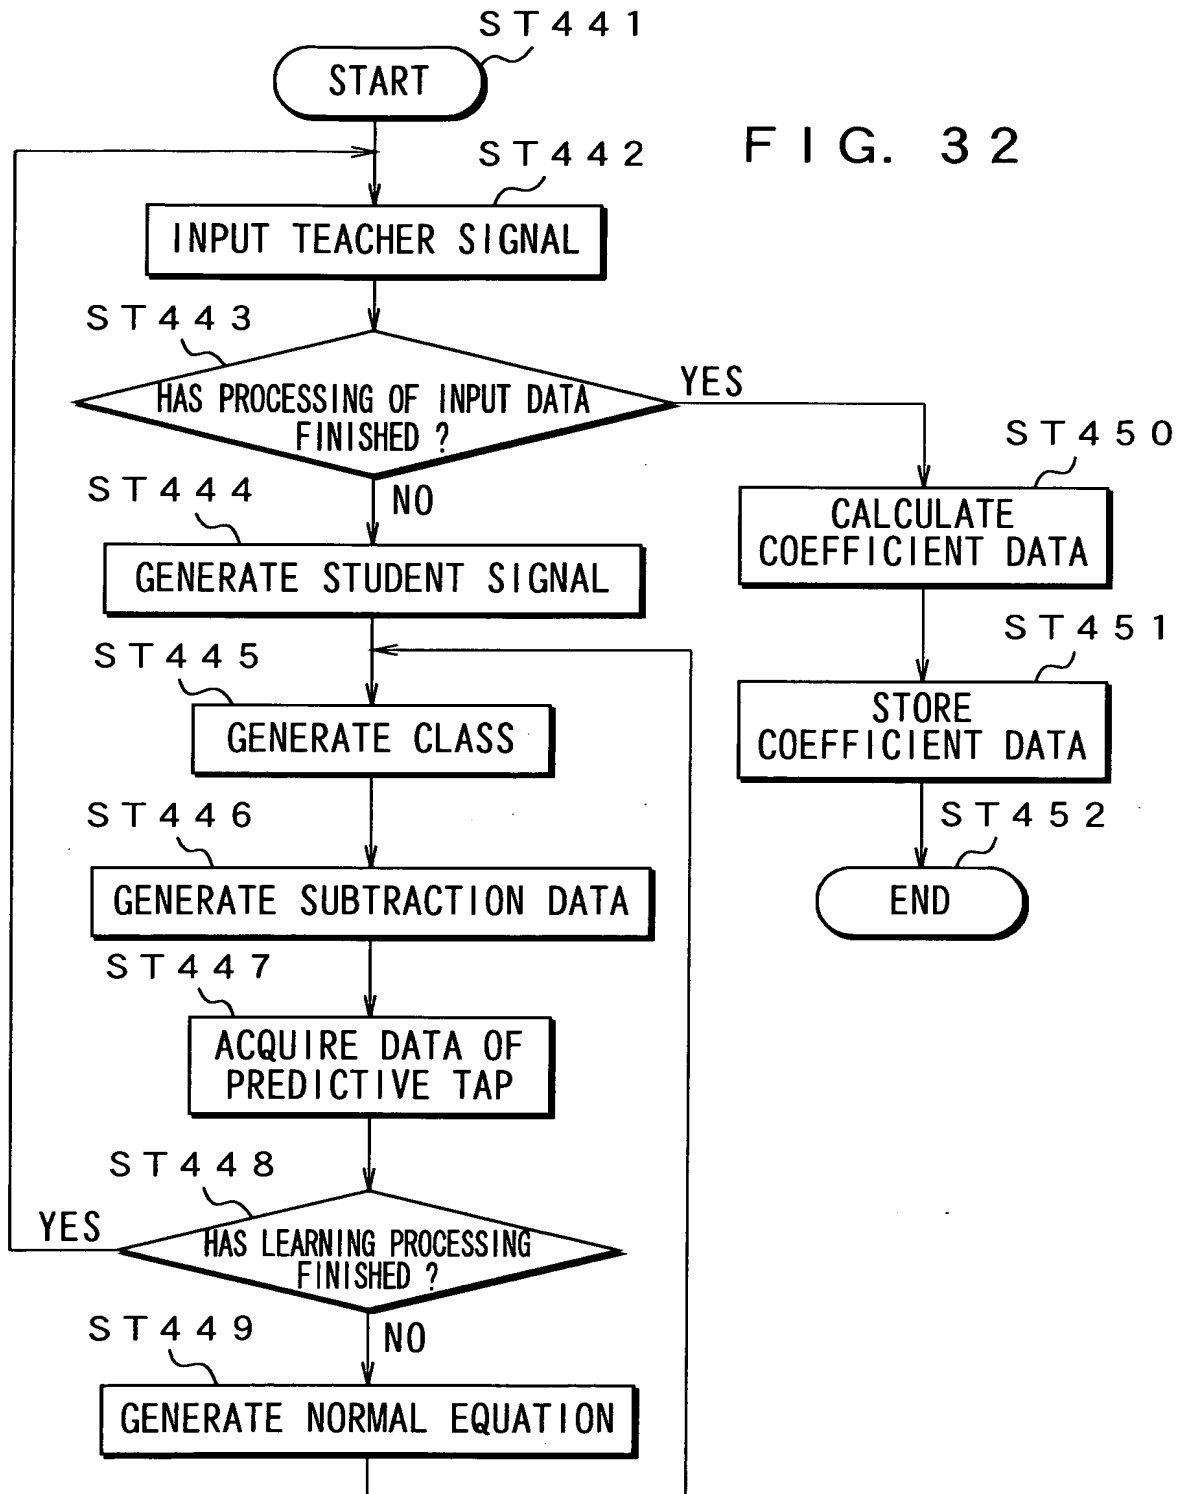 ST441
START
FIG. 32
ST442
INPUT TEACHER SIGNAL
ST443
HAS PROCESSING OF INPUT DATA
FINISHED ?
YES
NO
ST444
GENERATE STUDENT SIGNAL
ST445
GENERATE CLASS
ST446
GENERATE SUBTRACTION DATA
ST447
ACQUIRE DATA OF
PREDICTIVE TAP
ST448
HAS LEARNING PROCESSING
FINISHED ?
YES
NO
ST449
GENERATE NORMAL EQUATION
ST450
CALCULATE
COEFFICIENT DATA
ST451
STORE
COEFFICIENT DATA
ST452
END